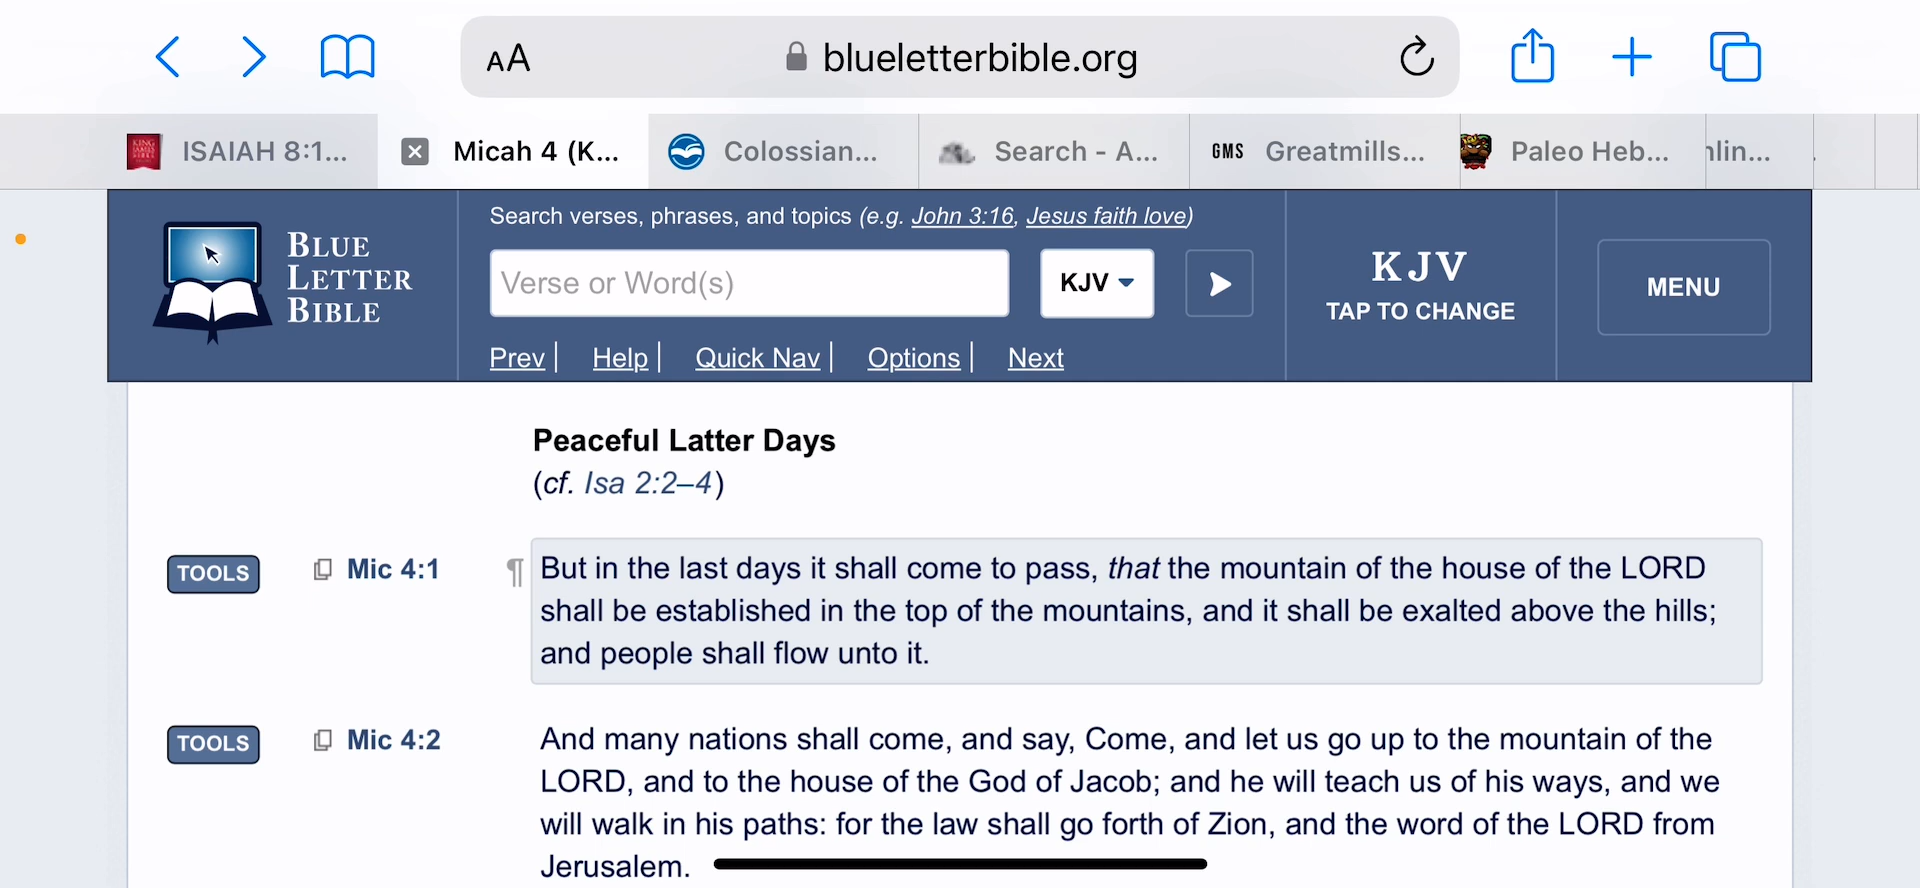 AA
blueletterbible.org
ISAIAH 8:1...
Micah 4 (K...
Colossian...
Search - A...
GMS Greatmills...
Paleo Heb...
lin...
BLUE
LETTER
BIBLE
Search verses, phrases, and topics (e.g. John 3:16, Jesus faith love)
Verse or Word(s)
KJV
Prev | Help | Quick Nav | Options | Next
KJV
TAP TO CHANGE
MENU
Peaceful Latter Days
(cf. Isa 2:2–4)
TOOLS Mic 4:1 ¶ But in the last days it shall come to pass, that the mountain of the house of the LORD
shall be established in the top of the mountains, and it shall be exalted above the hills;
and people shall flow unto it.
TOOLS Mic 4:2 And many nations shall come, and say, Come, and let us go up to the mountain of the
LORD, and to the house of the God of Jacob; and he will teach us of his ways, and we
will walk in his paths: for the law shall go forth of Zion, and the word of the LORD from
Jerusalem.